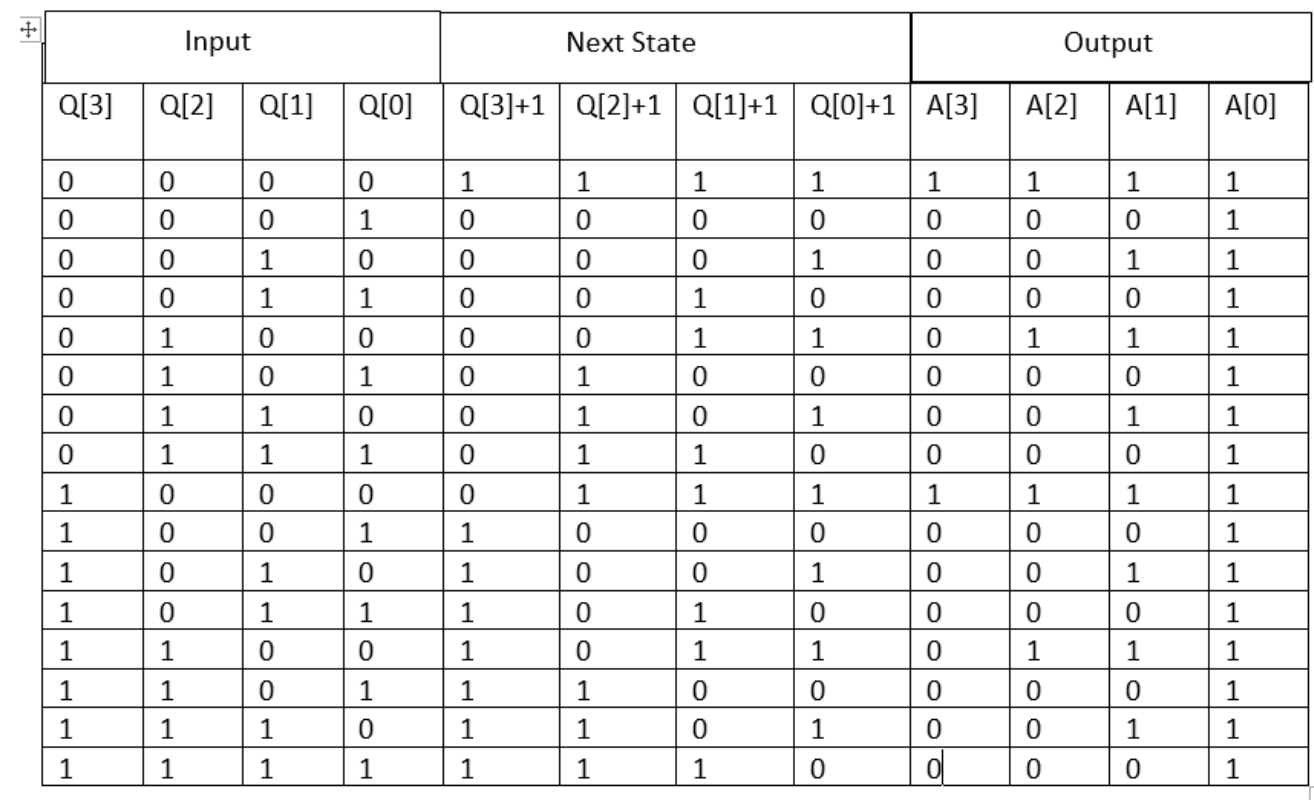 Input Next State Output
Q[3] Q[2] Q[1] Q[0] Q[3]+1 Q[2]+1 Q[1]+1 Q[0]+1 A[3] A[2] A[1] A[0]
0 0 0 0 1 1 1 1 1 1 1 1
0 0 0 1 0 0 0 0 0 0 0 1
0 0 1 0 0 0 0 1 0 0 1 1
0 0 1 1 0 0 1 0 0 0 0 1
0 1 0 0 0 0 1 1 0 1 1 1
0 1 0 1 0 1 0 0 0 0 0 1
0 1 1 0 0 1 0 1 0 0 1 1
0 1 1 1 0 1 1 0 0 0 0 1
1 0 0 0 0 1 1 1 1 1 1 1
1 0 0 1 1 0 0 0 0 0 0 1
1 0 1 0 1 0 0 1 0 0 1 1
1 0 1 1 1 0 1 0 0 0 0 1
1 1 0 0 1 0 1 1 0 1 1 1
1 1 0 1 1 1 0 0 0 0 0 1
1 1 1 0 1 1 0 1 0 0 1 1
1 1 1 1 1 1 1 0 0 0 0 1